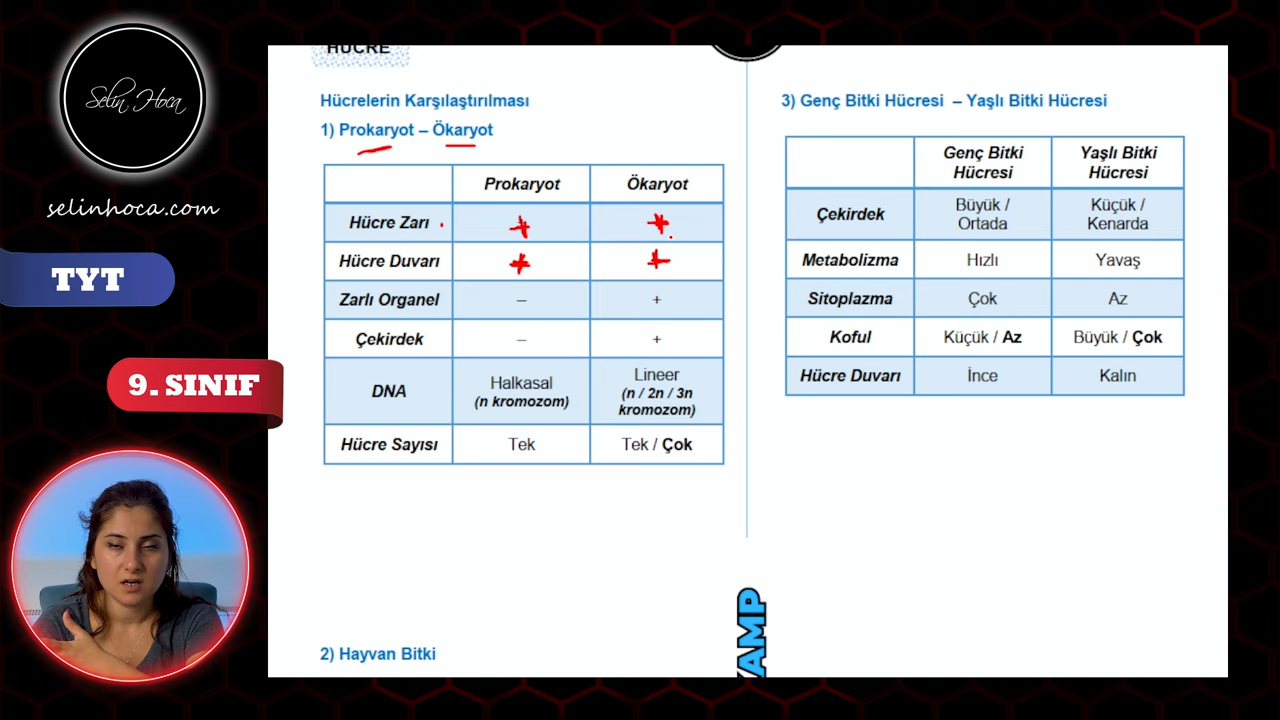 Selin Hoca
selinhoca.com
TYT
9. SINIF
HÜCRE
Hücrelerin Karşılaştırılması
1) Prokaryot – Ökaryot
Prokaryot Ökaryot
Hücre Zarı + +
Hücre Duvarı + +
Zarlı Organel – +
Çekirdek – +
DNA Halkasal (n kromozom) Lineer (n / 2n / 3n kromozom)
Hücre Sayısı Tek Tek / Çok
2) Hayvan Bitki
3) Genç Bitki Hücresi – Yaşlı Bitki Hücresi
Genç Bitki Hücresi Yaşlı Bitki Hücresi
Çekirdek Büyük / Ortada Küçük / Kenarda
Metabolizma Hızlı Yavaş
Sitoplazma Çok Az
Koful Küçük / Az Büyük / Çok
Hücre Duvarı İnce Kalın